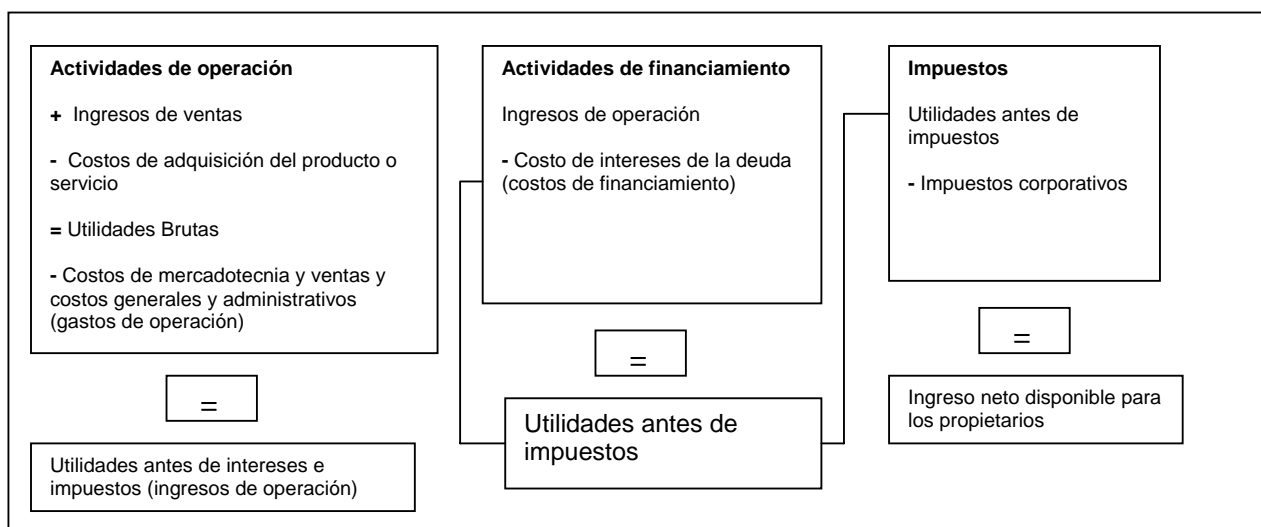 Actividades de operación
+ Ingresos de ventas
- Costos de adquisición del producto o
servicio
= Utilidades Brutas
- Costos de mercadotecnia y ventas y
costos generales y administrativos
(gastos de operación)
=
Utilidades antes de intereses e
impuestos (ingresos de operación)
Actividades de financiamiento
Ingresos de operación
- Costo de intereses de la deuda
(costos de financiamiento)
=
Utilidades antes de
impuestos
Impuestos
Utilidades antes de
impuestos
- Impuestos corporativos
=
Ingreso neto disponible para
los propietarios